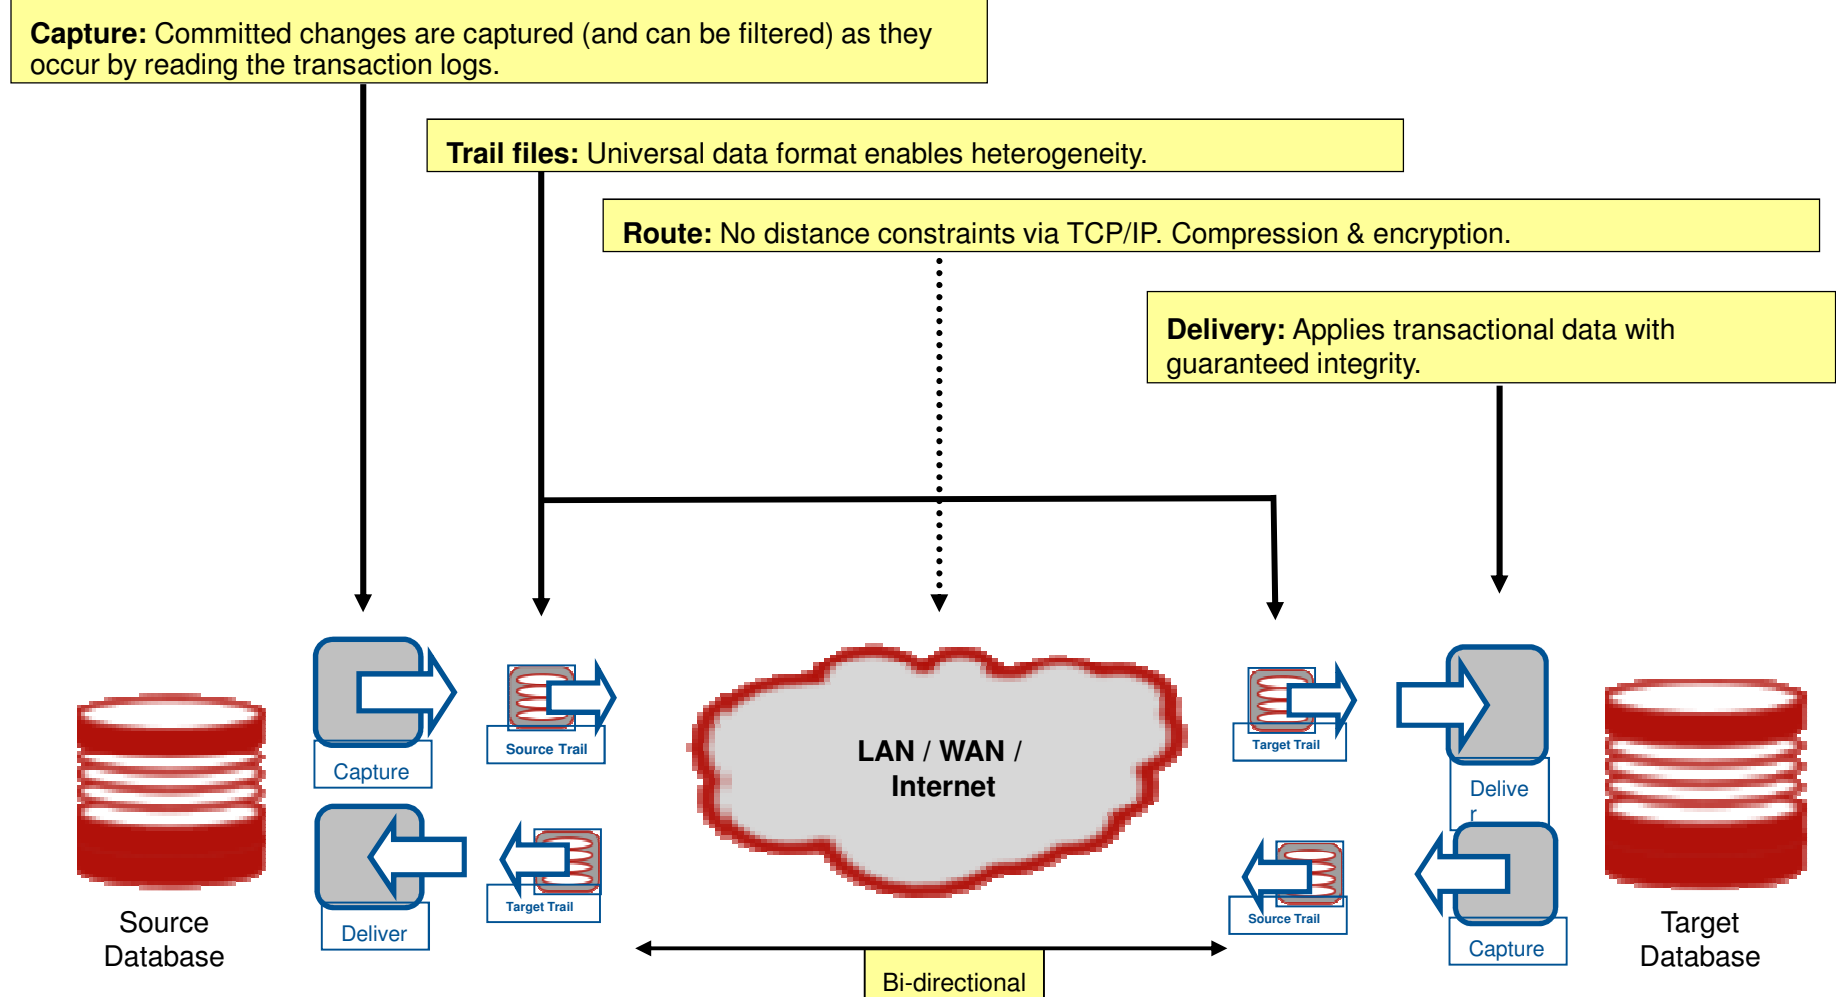 Capture: Committed changes are captured (and can be filtered) as they
occur by reading the transaction logs.
Trail files: Universal data format enables heterogeneity.
Route: No distance constraints via TCP/IP. Compression & encryption.
Delivery: Applies transactional data with
guaranteed integrity.
Capture
Source Trail
LAN / WAN /
Internet
Target Trail
Delive
r
Deliver
Target Trail
Source Trail
Capture
Source
Database
Target
Database
Bi-directional